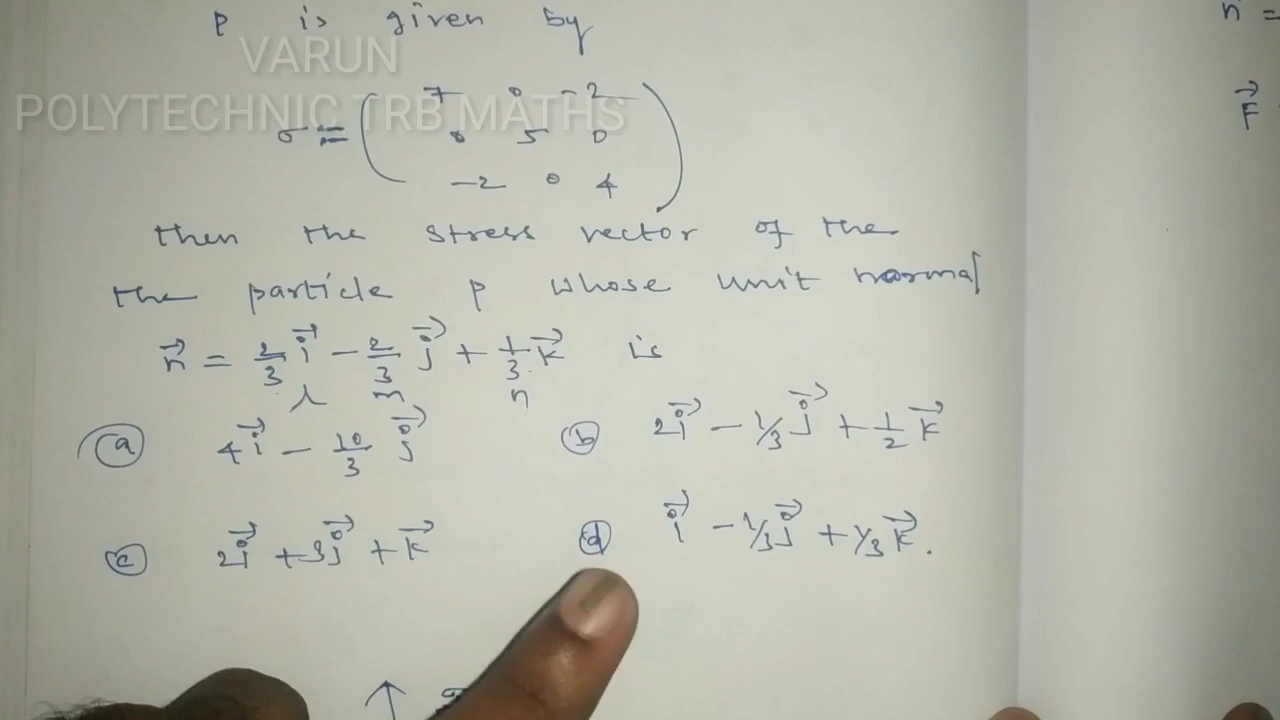 P is given by
VARUN
POLYTECHNIC TRB MATHS
σ = ( 7 0 -2
0 5 0
-2 0 4 )
then the stress vector of the
the particle p whose unit normal
n⃗ = 2/3 i⃗ - 2/3 j⃗ + 1/3 k⃗ is
λ m n
(a) 4i⃗ - 10/3 j⃗ (b) 2i⃗ - 1/3 j⃗ + 1/2 k⃗
(c) 2i⃗ + 3j⃗ + k⃗ (d) i⃗ - 1/3 j⃗ + 1/3 k⃗.
n =
F⃗